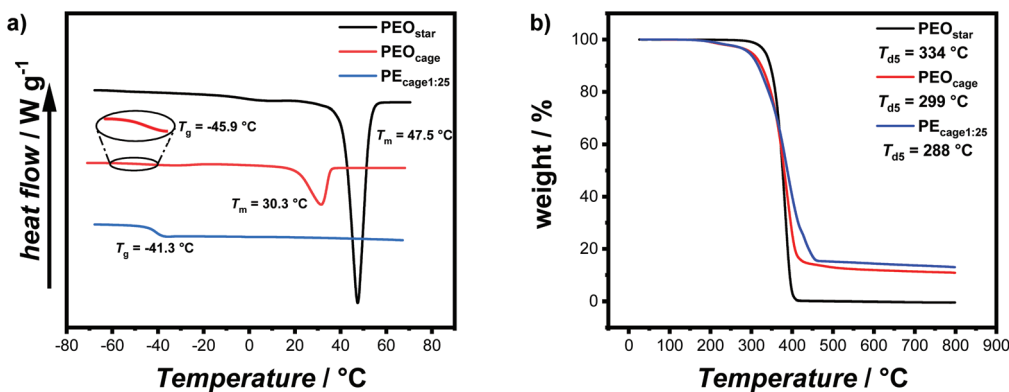 a)
heat flow / W g⁻¹
PEOstar
PEOcage
PEcage1:25
Tg = -45.9 °C
Tm = 47.5 °C
Tm = 30.3 °C
Tg = -41.3 °C
-80 -60 -40 -20 0 20 40 60 80
Temperature / °C
b)
weight / %
100
80
60
40
20
0
PEOstar
Td5 = 334 °C
PEOcage
Td5 = 299 °C
PEcage1:25
Td5 = 288 °C
0 100 200 300 400 500 600 700 800 900
Temperature / °C